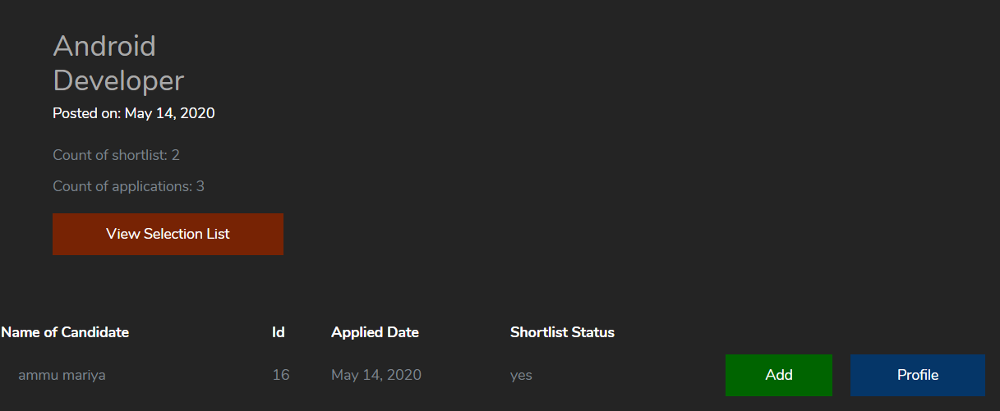 Android
Developer
Posted on: May 14, 2020
Count of shortlist: 2
Count of applications: 3
View Selection List
Name of Candidate Id Applied Date Shortlist Status
ammu mariya 16 May 14, 2020 yes Add Profile